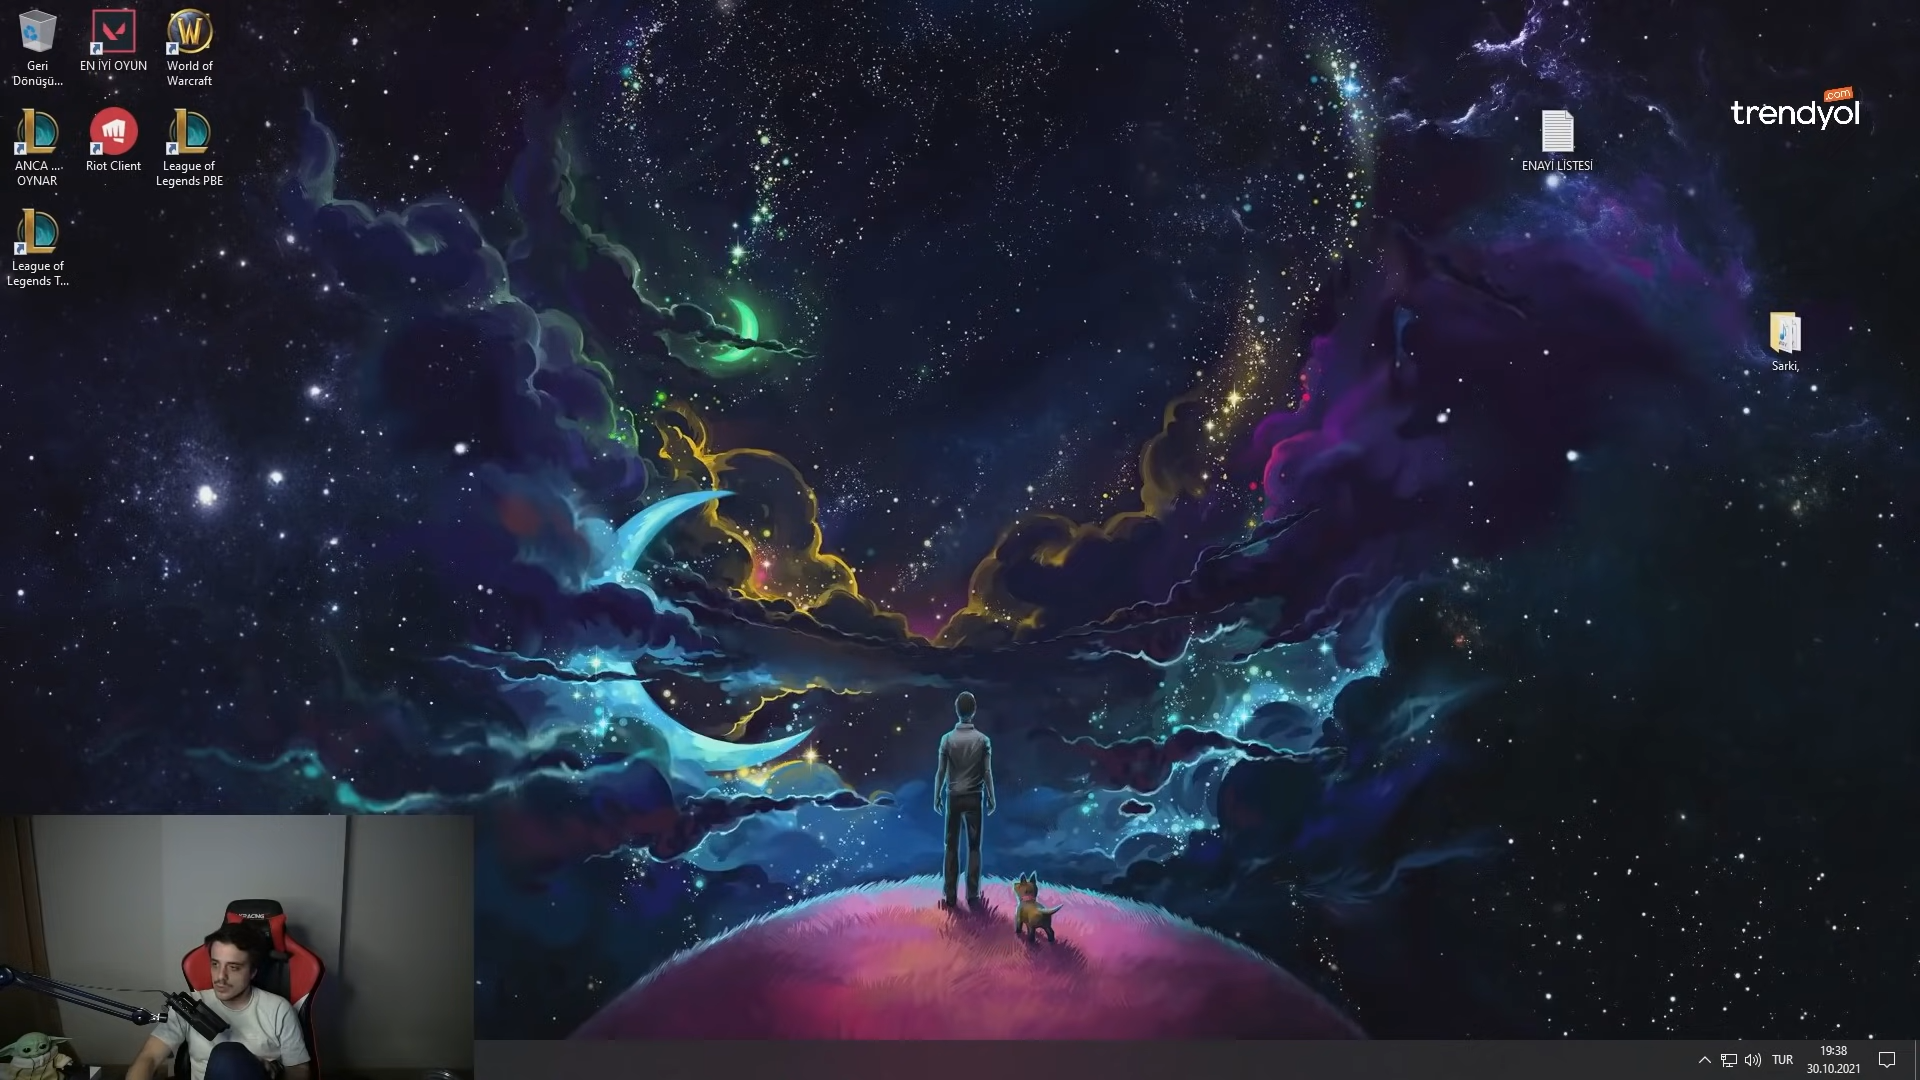 Geri
Dönüşü...
EN İYİ OYUN
World of
Warcraft
ANCA ...
OYNAR
Riot Client
League of
Legends PBE
League of
Legends T...
ENAYİ LİSTESİ
trendyol
.com
Sarki,
XRACING
TUR
19:38
30.10.2021